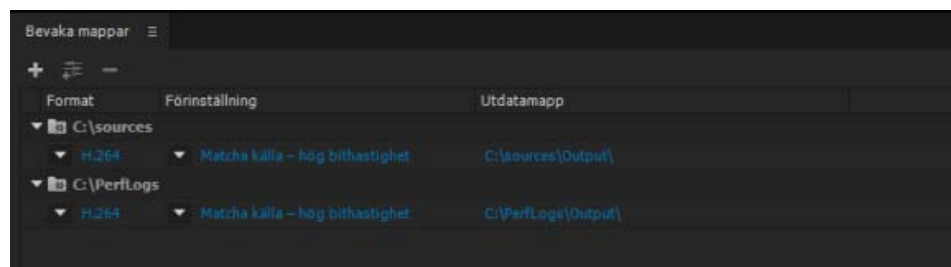 Bevaka mappar
Format Förinställning Utdatamapp
C:\sources
H.264 Matcha källa – hög bithastighet C:\sources\Output\
C:\PerfLogs
H.264 Matcha källa – hög bithastighet C:\PerfLogs\Output\